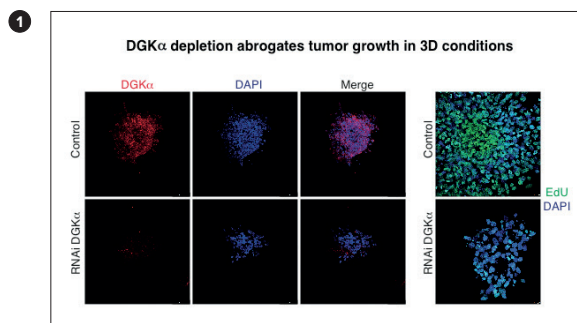 1
DGKα depletion abrogates tumor growth in 3D conditions
DGKα DAPI Merge
Control
Control
EdU
DAPI
RNAi DGKα
RNAi DGKα